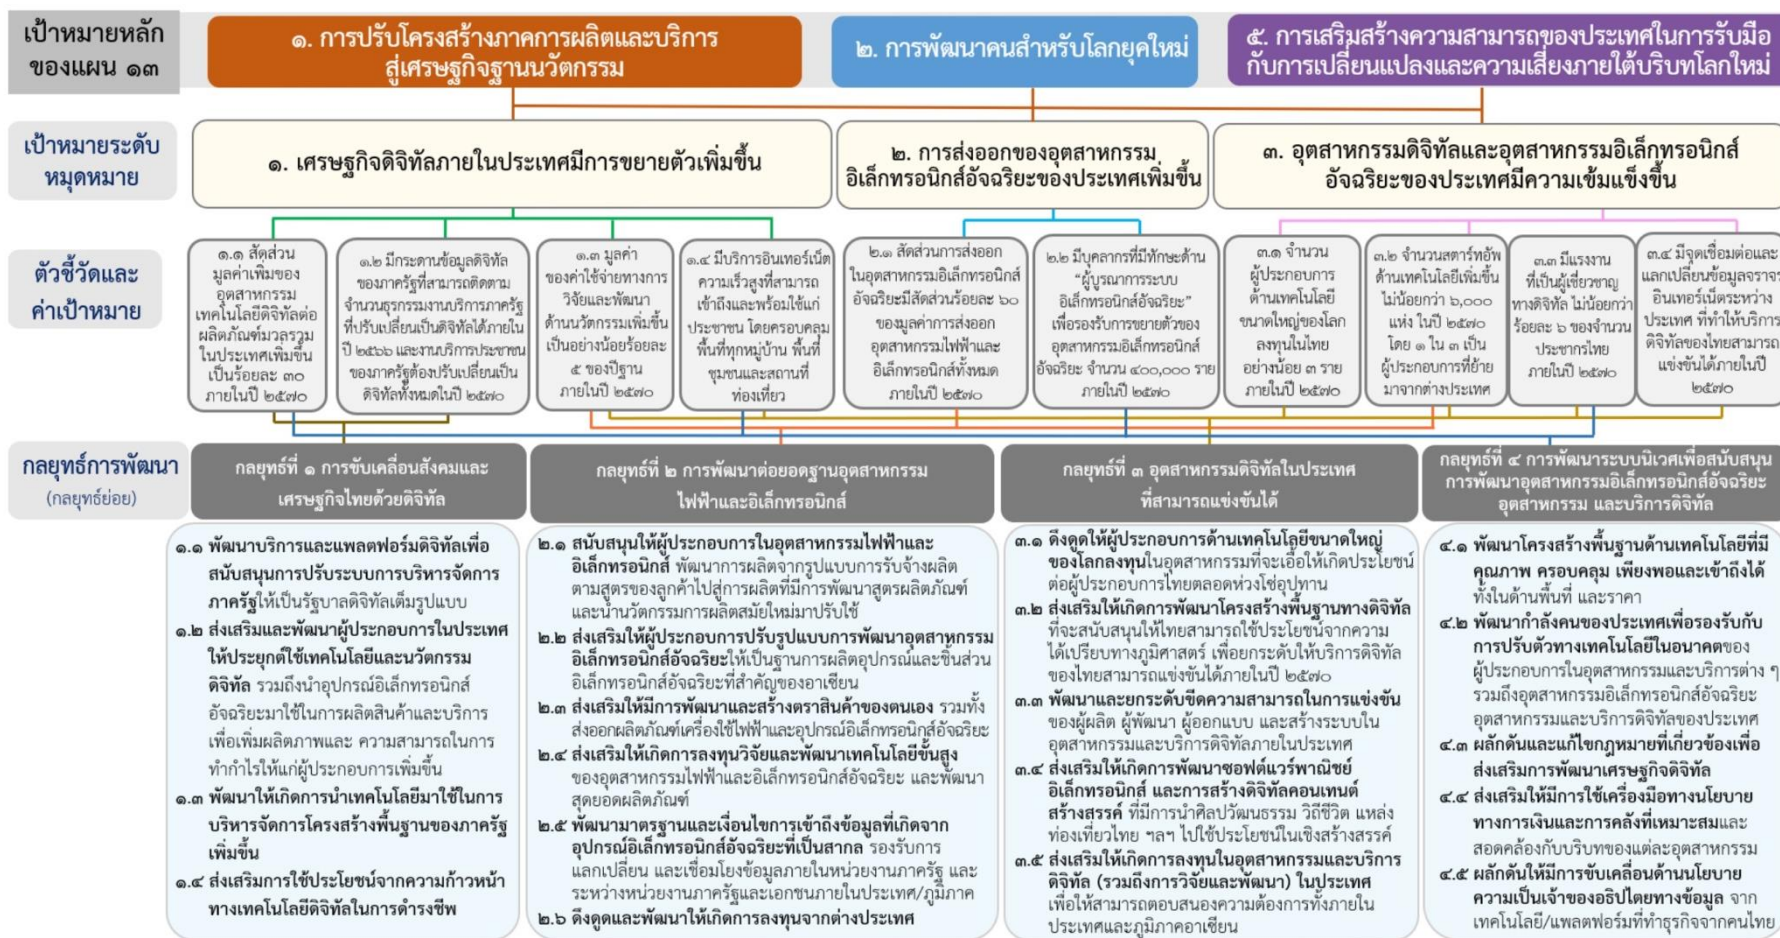 เป้าหมายหลัก
ของแผน ๑๓
๑. การปรับโครงสร้างภาคการผลิตและบริการ
สู่เศรษฐกิจฐานนวัตกรรม
๒. การพัฒนาคนสำหรับโลกยุคใหม่
๕. การเสริมสร้างความสามารถของประเทศในการรับมือ
กับการเปลี่ยนแปลงและความเสี่ยงภายใต้บริบทโลกใหม่
เป้าหมายระดับ
หมุดหมาย
๑. เศรษฐกิจดิจิทัลภายในประเทศมีการขยายตัวเพิ่มขึ้น
๒. การส่งออกของอุตสาหกรรม
อิเล็กทรอนิกส์อัจฉริยะของประเทศเพิ่มขึ้น
๓. อุตสาหกรรมดิจิทัลและอุตสาหกรรมอิเล็กทรอนิกส์
อัจฉริยะของประเทศมีความเข้มแข็งขึ้น
ตัวชี้วัดและ
ค่าเป้าหมาย
๑.๑ สัดส่วน
มูลค่าเพิ่มของ
อุตสาหกรรม
เทคโนโลยีดิจิทัลต่อ
ผลิตภัณฑ์มวลรวม
ในประเทศเพิ่มขึ้น
เป็นร้อยละ ๓๐
ภายในปี ๒๕๗๐
๑.๒ มีกระดานข้อมูลดิจิทัล
ของภาครัฐที่สามารถติดตาม
จำนวนธุรกรรมงานบริการภาครัฐ
ที่ปรับเปลี่ยนเป็นดิจิทัลได้ภายใน
ปี ๒๕๖๖ และงานบริการประชาชน
ของภาครัฐต้องปรับเปลี่ยนเป็น
ดิจิทัลทั้งหมดในปี ๒๕๗๐
๑.๓ มูลค่า
ของค่าใช้จ่ายทางการ
วิจัยและพัฒนา
ด้านนวัตกรรมเพิ่มขึ้น
เป็นอย่างน้อยร้อยละ
๕ ของปีฐาน
ภายในปี ๒๕๗๐
๑.๔ มีบริการอินเทอร์เน็ต
ความเร็วสูงที่สามารถ
เข้าถึงและพร้อมใช้แก่
ประชาชน โดยครอบคลุม
พื้นที่ทุกหมู่บ้าน พื้นที่
ชุมชนและสถานที่
ท่องเที่ยว
๒.๑ สัดส่วนการส่งออก
ในอุตสาหกรรมอิเล็กทรอนิกส์
อัจฉริยะมีสัดส่วนร้อยละ ๖๐
ของมูลค่าการส่งออก
อุตสาหกรรมไฟฟ้าและ
อิเล็กทรอนิกส์ทั้งหมด
ภายในปี ๒๕๗๐
๒.๒ มีบุคลากรที่มีทักษะด้าน
“ผู้บูรณาการระบบ
อิเล็กทรอนิกส์อัจฉริยะ”
เพื่อรองรับการขยายตัวของ
อุตสาหกรรมอิเล็กทรอนิกส์
อัจฉริยะ จำนวน ๔๐๐,๐๐๐ ราย
ภายในปี ๒๕๗๐
๓.๑ จำนวน
ผู้ประกอบการ
ด้านเทคโนโลยี
ขนาดใหญ่ของโลก
ลงทุนในไทย
อย่างน้อย ๓ ราย
ภายในปี ๒๕๗๐
๓.๒ จำนวนสตาร์ทอัพ
ด้านเทคโนโลยีเพิ่มขึ้น
ไม่น้อยกว่า ๖,๐๐๐
แห่ง ในปี ๒๕๗๐
โดย ๑ ใน ๓ เป็น
ผู้ประกอบการที่ย้าย
มาจากต่างประเทศ
๓.๓ มีแรงงาน
ที่เป็นผู้เชี่ยวชาญ
ทางดิจิทัล ไม่น้อยกว่า
ร้อยละ ๖ ของจำนวน
ประชากรไทย
ภายในปี ๒๕๗๐
๓.๔ มีจุดเชื่อมต่อและ
แลกเปลี่ยนข้อมูลจราจร
อินเทอร์เน็ตระหว่าง
ประเทศ ที่ทำให้บริการ
ดิจิทัลของไทยสามารถ
แข่งขันได้ภายในปี
๒๕๗๐
กลยุทธ์การพัฒนา
(กลยุทธ์ย่อย)
กลยุทธ์ที่ ๑ การขับเคลื่อนสังคมและ
เศรษฐกิจไทยด้วยดิจิทัล
กลยุทธ์ที่ ๒ การพัฒนาต่อยอดฐานอุตสาหกรรม
ไฟฟ้าและอิเล็กทรอนิกส์
กลยุทธ์ที่ ๓ อุตสาหกรรมดิจิทัลในประเทศ
ที่สามารถแข่งขันได้
กลยุทธ์ที่ ๔ การพัฒนาระบบนิเวศเพื่อสนับสนุน
การพัฒนาอุตสาหกรรมอิเล็กทรอนิกส์อัจฉริยะ
อุตสาหกรรม และบริการดิจิทัล
๑.๑ พัฒนาบริการและแพลตฟอร์มดิจิทัลเพื่อ
สนับสนุนการปรับระบบการบริหารจัดการ
ภาครัฐให้เป็นรัฐบาลดิจิทัลเต็มรูปแบบ
๑.๒ ส่งเสริมและพัฒนาผู้ประกอบการในประเทศ
ให้ประยุกต์ใช้เทคโนโลยีและนวัตกรรม
ดิจิทัล รวมถึงนำอุปกรณ์อิเล็กทรอนิกส์
อัจฉริยะมาใช้ในการผลิตสินค้าและบริการ
เพื่อเพิ่มผลิตภาพและ ความสามารถในการ
ทำกำไรให้แก่ผู้ประกอบการเพิ่มขึ้น
๑.๓ พัฒนาให้เกิดการนำเทคโนโลยีมาใช้ในการ
บริหารจัดการโครงสร้างพื้นฐานของภาครัฐ
เพิ่มขึ้น
๑.๔ ส่งเสริมการใช้ประโยชน์จากความก้าวหน้า
ทางเทคโนโลยีดิจิทัลในการดำรงชีพ
๒.๑ สนับสนุนให้ผู้ประกอบการในอุตสาหกรรมไฟฟ้าและ
อิเล็กทรอนิกส์ พัฒนาการผลิตจากรูปแบบการรับจ้างผลิต
ตามสูตรของลูกค้าไปสู่การผลิตที่มีการพัฒนาสูตรผลิตภัณฑ์
และนำนวัตกรรมการผลิตสมัยใหม่มาปรับใช้
๒.๒ ส่งเสริมให้ผู้ประกอบการปรับรูปแบบการพัฒนาอุตสาหกรรม
อิเล็กทรอนิกส์อัจฉริยะให้เป็นฐานการผลิตอุปกรณ์และชิ้นส่วน
อิเล็กทรอนิกส์อัจฉริยะที่สำคัญของอาเซียน
๒.๓ ส่งเสริมให้มีการพัฒนาและสร้างตราสินค้าของตนเอง รวมทั้ง
ส่งออกผลิตภัณฑ์เครื่องใช้ไฟฟ้าและอุปกรณ์อิเล็กทรอนิกส์อัจฉริยะ
๒.๔ ส่งเสริมให้เกิดการลงทุนวิจัยและพัฒนาเทคโนโลยีขั้นสูง
ของอุตสาหกรรมไฟฟ้าและอิเล็กทรอนิกส์อัจฉริยะ และพัฒนา
สุดยอดผลิตภัณฑ์
๒.๕ พัฒนามาตรฐานและเงื่อนไขการเข้าถึงข้อมูลที่เกิดจาก
อุปกรณ์อิเล็กทรอนิกส์อัจฉริยะที่เป็นสากล รองรับการ
แลกเปลี่ยน และเชื่อมโยงข้อมูลภายในหน่วยงานภาครัฐ และ
ระหว่างหน่วยงานภาครัฐและเอกชนภายในประเทศ/ภูมิภาค
๒.๖ ดึงดูดและพัฒนาให้เกิดการลงทุนจากต่างประเทศ
๓.๑ ดึงดูดให้ผู้ประกอบการด้านเทคโนโลยีขนาดใหญ่
ของโลกลงทุนในอุตสาหกรรมที่จะเอื้อให้เกิดประโยชน์
ต่อผู้ประกอบการไทยตลอดห่วงโซ่อุปทาน
๓.๒ ส่งเสริมให้เกิดการพัฒนาโครงสร้างพื้นฐานทางดิจิทัล
ที่จะสนับสนุนให้ไทยสามารถใช้ประโยชน์จากความ
ได้เปรียบทางภูมิศาสตร์ เพื่อยกระดับให้บริการดิจิทัล
ของไทยสามารถแข่งขันได้ภายในปี ๒๕๗๐
๓.๓ พัฒนาและยกระดับขีดความสามารถในการแข่งขัน
ของผู้ผลิต ผู้พัฒนา ผู้ออกแบบ และสร้างระบบใน
อุตสาหกรรมและบริการดิจิทัลภายในประเทศ
๓.๔ ส่งเสริมให้เกิดการพัฒนาซอฟต์แวร์พาณิชย์
อิเล็กทรอนิกส์ และการสร้างดิจิทัลคอนเทนต์
สร้างสรรค์ ที่มีการนำศิลปวัฒนธรรม วิถีชีวิต แหล่ง
ท่องเที่ยวไทย ฯลฯ ไปใช้ประโยชน์ในเชิงสร้างสรรค์
๓.๕ ส่งเสริมให้เกิดการลงทุนในอุตสาหกรรมและบริการ
ดิจิทัล (รวมถึงการวิจัยและพัฒนา) ในประเทศ
เพื่อให้สามารถตอบสนองความต้องการทั้งภายใน
ประเทศและภูมิภาคอาเซียน
๔.๑ พัฒนาโครงสร้างพื้นฐานด้านเทคโนโลยีที่มี
คุณภาพ ครอบคลุม เพียงพอและเข้าถึงได้
ทั้งในด้านพื้นที่ และราคา
๔.๒ พัฒนากำลังคนของประเทศเพื่อรองรับกับ
การปรับตัวทางเทคโนโลยีในอนาคตของ
ผู้ประกอบการในอุตสาหกรรมและบริการต่าง ๆ
รวมถึงอุตสาหกรรมอิเล็กทรอนิกส์อัจฉริยะ
อุตสาหกรรมและบริการดิจิทัลของประเทศ
๔.๓ ผลักดันและแก้ไขกฎหมายที่เกี่ยวข้องเพื่อ
ส่งเสริมการพัฒนาเศรษฐกิจดิจิทัล
๔.๔ ส่งเสริมให้มีการใช้เครื่องมือทางนโยบาย
ทางการเงินและการคลังที่เหมาะสมและ
สอดคล้องกับบริบทของแต่ละอุตสาหกรรม
๔.๕ ผลักดันให้มีการขับเคลื่อนด้านนโยบาย
ความเป็นเจ้าของอธิปไตยทางข้อมูล จาก
เทคโนโลยี/แพลตฟอร์มที่ทำธุรกิจจากคนไทย